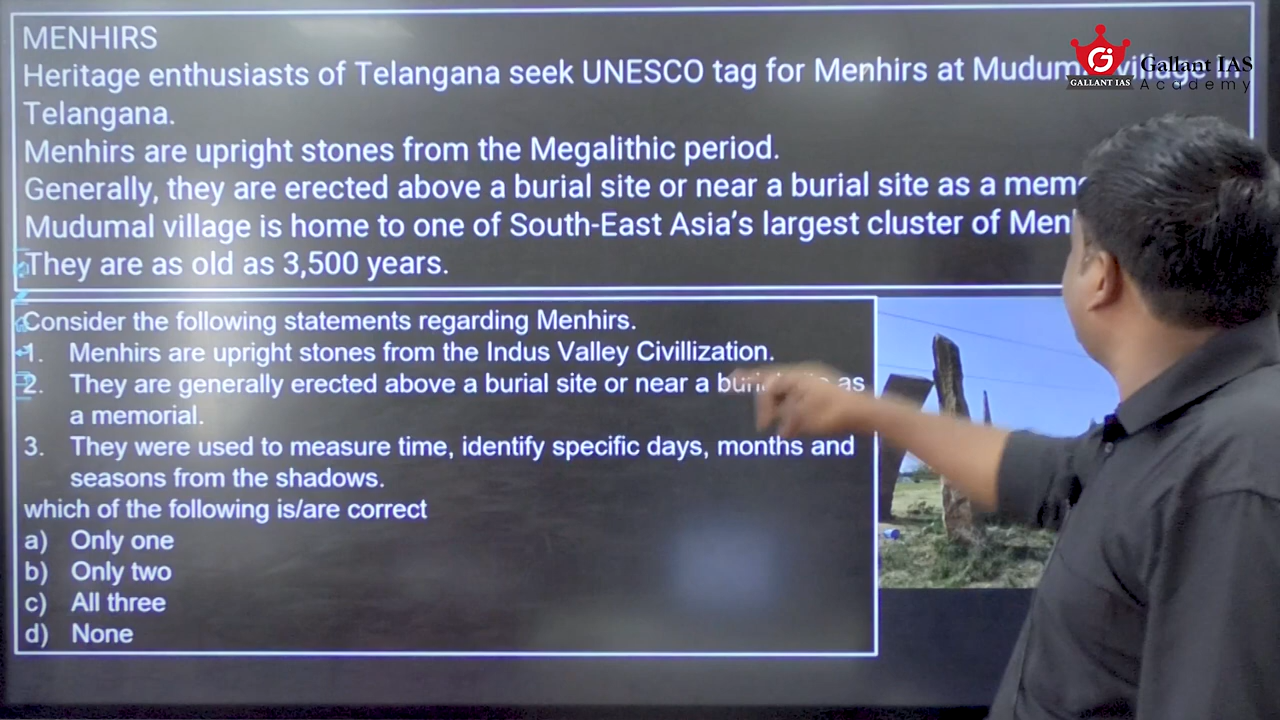 MENHIRS
Heritage enthusiasts of Telangana seek UNESCO tag for Menhirs at
Gallant IAS
Academy
GALLANT IAS
Telangana.
Menhirs are upright stones from the Megalithic period.
Generally, they are erected above a burial site or near a burial site as a
Mudumal village is home to one of South-East Asia's largest cluster of
They are as old as 3,500 years.
Consider the following statements regarding Menhirs.
1. Menhirs are upright stones from the Indus Valley Civillization.
2. They are generally erected above a burial site or near a as
a memorial.
3. They were used to measure time, identify specific days, months and
seasons from the shadows.
which of the following is/are correct
a) Only one
b) Only two
c) All three
d) None